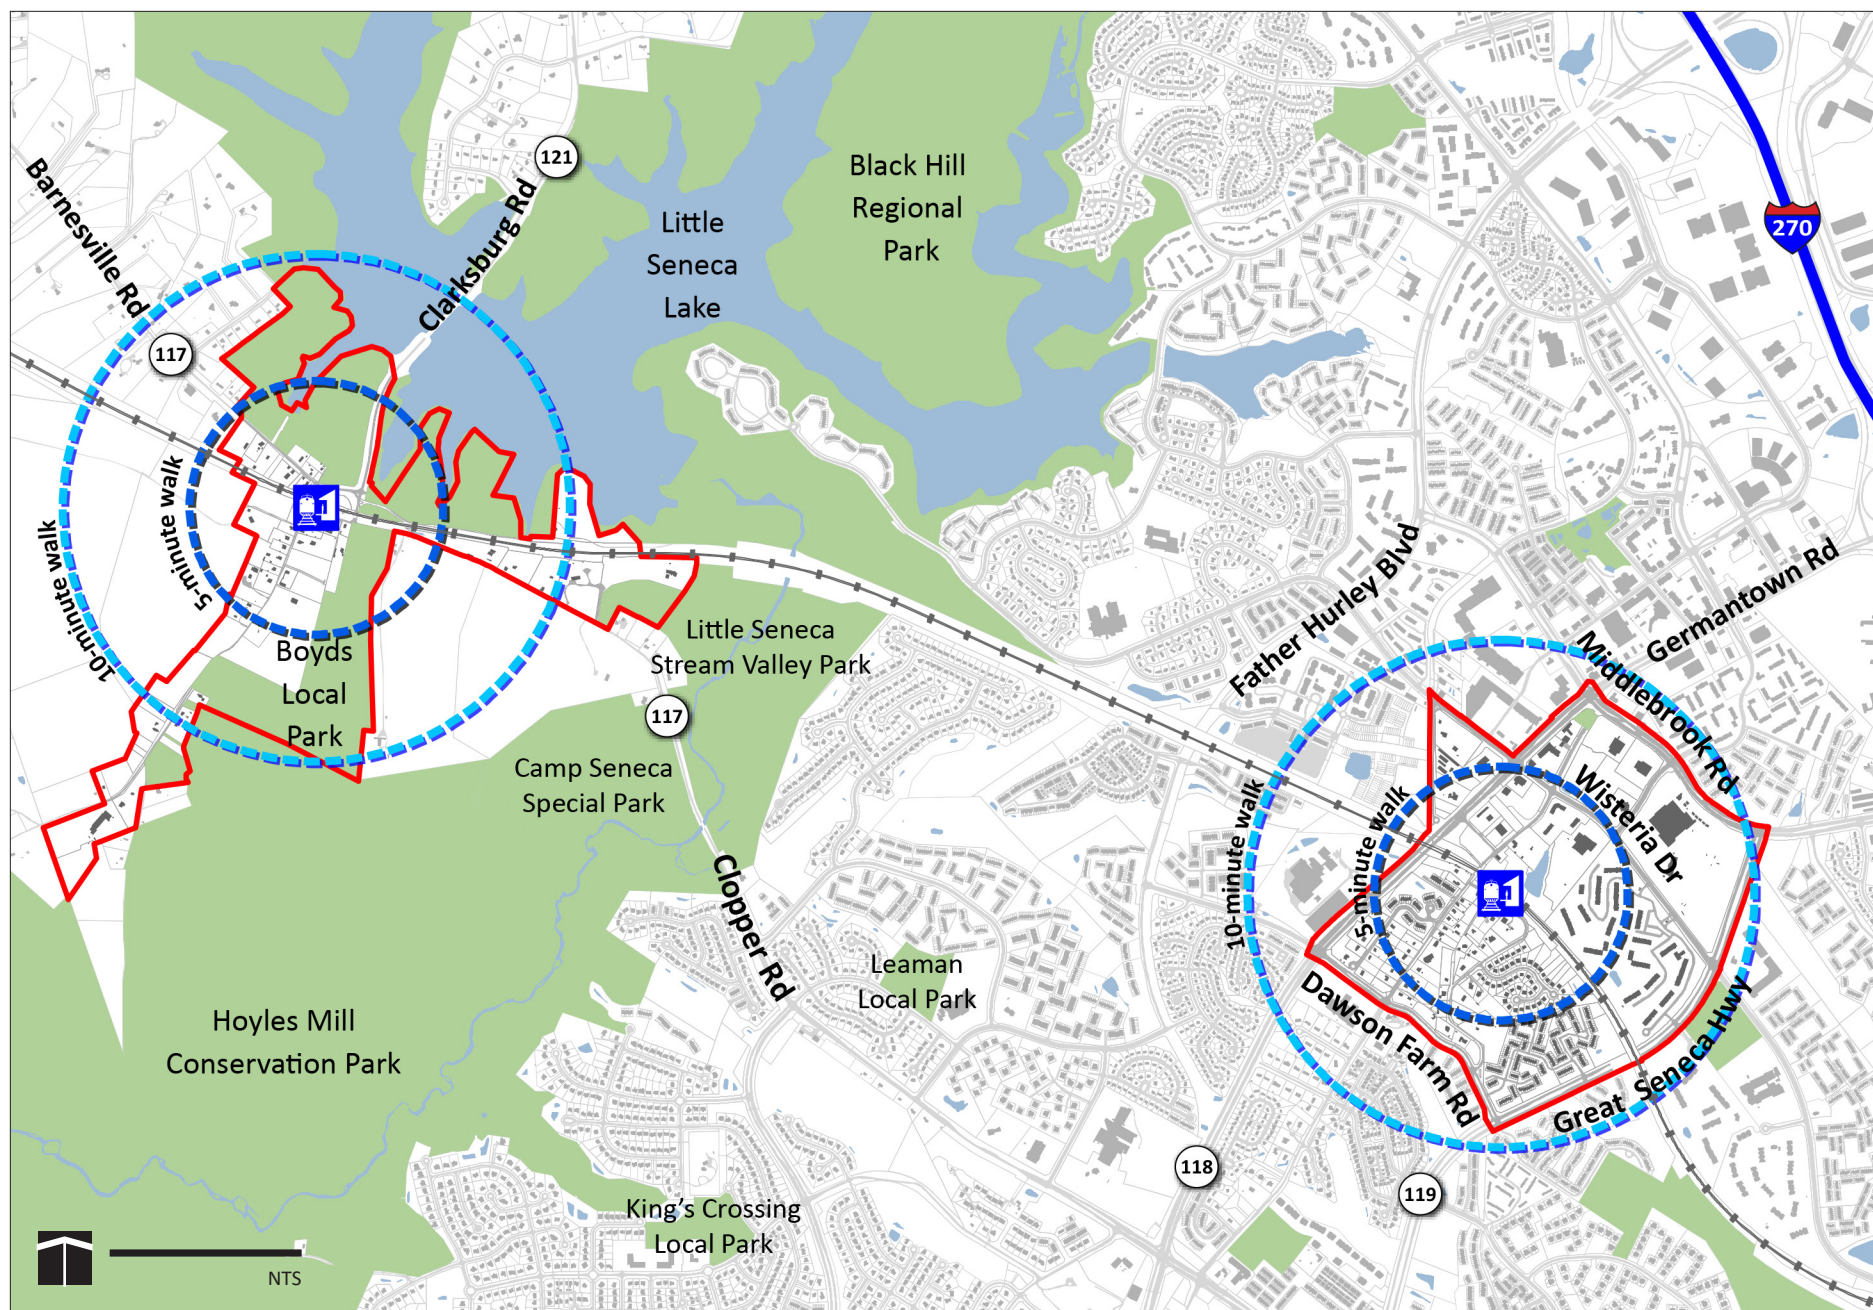 121
Clarksburg Rd
Barnesville Rd
117
Little
Seneca
Lake
Black Hill
Regional
Park
270
5-minute walk
10-minute walk
Boyds
Local
Park
Little Seneca
Stream Valley Park
117
Camp Seneca
Special Park
Clopper Rd
Father Hurley Blvd
Germantown Rd
Middlebrook Rd
Wisteria Dr
5-minute walk
10-minute walk
Dawson Farm Rd
Great Seneca Hwy
Leaman
Local Park
Hoyles Mill
Conservation Park
King's Crossing
Local Park
118
119
NTS